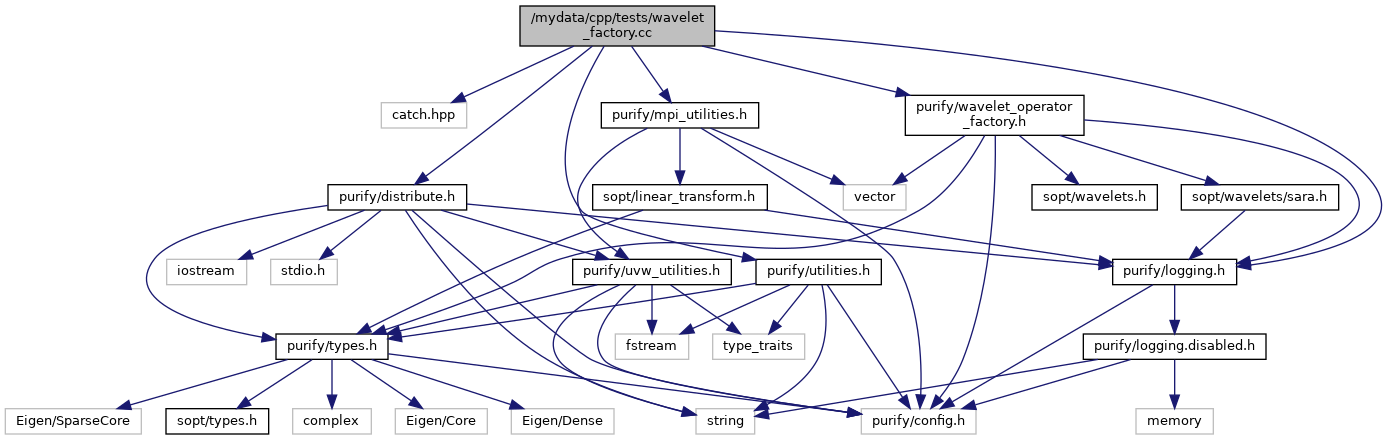 /mydata/cpp/tests/wavelet
_factory.cc
catch.hpp
purify/mpi_utilities.h
purify/wavelet_operator
_factory.h
purify/distribute.h
sopt/linear_transform.h
vector
sopt/wavelets.h
sopt/wavelets/sara.h
iostream
stdio.h
purify/uvw_utilities.h
purify/utilities.h
purify/logging.h
purify/types.h
fstream
type_traits
purify/logging.disabled.h
Eigen/SparseCore
sopt/types.h
complex
Eigen/Core
Eigen/Dense
string
purify/config.h
memory